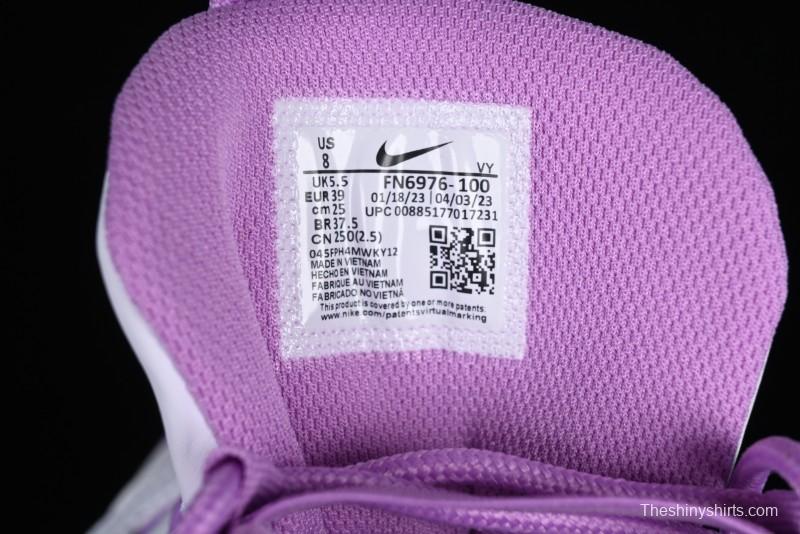 US
8
VY
UK5.5
FN6976-100
EUR39
01/18/23 | 04/03/23
cm25
UPC 00885177017231
BR37.5
CN250(2.5)
045FPH4MWKY12
MADE IN VIETNAM
HECHO EN VIETNAM
FABRIQUE AU VIETNAM
FABRICADO NO VIETNÃ
This product is covered by one or more patents:
www.nike.com/patentsvirtualmarking
Theshinyshirts.com